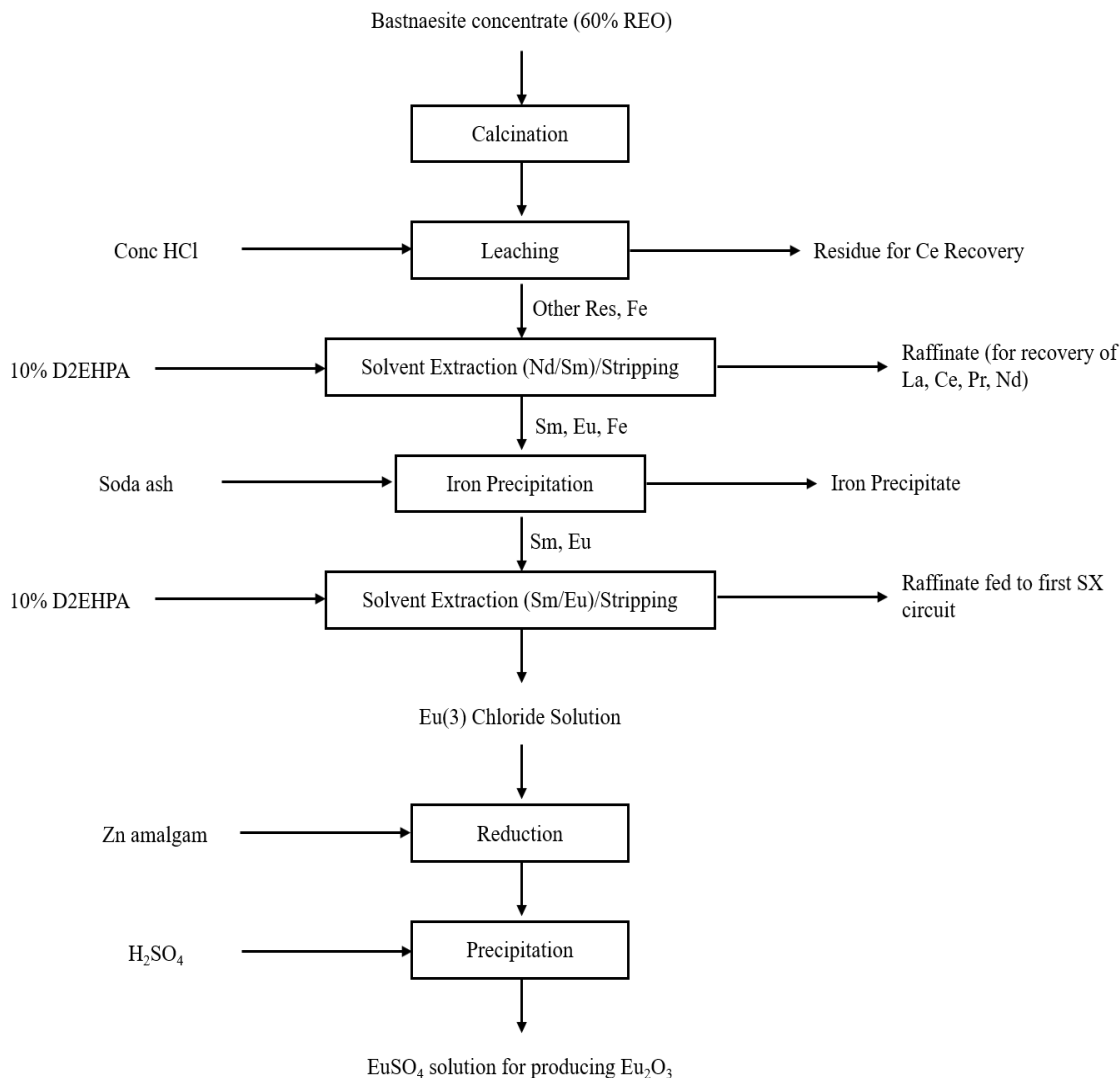 Bastnaesite concentrate (60% REO)
Calcination
Conc HCl
Leaching
Residue for Ce Recovery
Other Res, Fe
10% D2EHPA
Solvent Extraction (Nd/Sm)/Stripping
Raffinate (for recovery of
La, Ce, Pr, Nd)
Sm, Eu, Fe
Soda ash
Iron Precipitation
Iron Precipitate
Sm, Eu
10% D2EHPA
Solvent Extraction (Sm/Eu)/Stripping
Raffinate fed to first SX
circuit
Eu(3) Chloride Solution
Zn amalgam
Reduction
H₂SO₄
Precipitation
EuSO₄ solution for producing Eu₂O₃